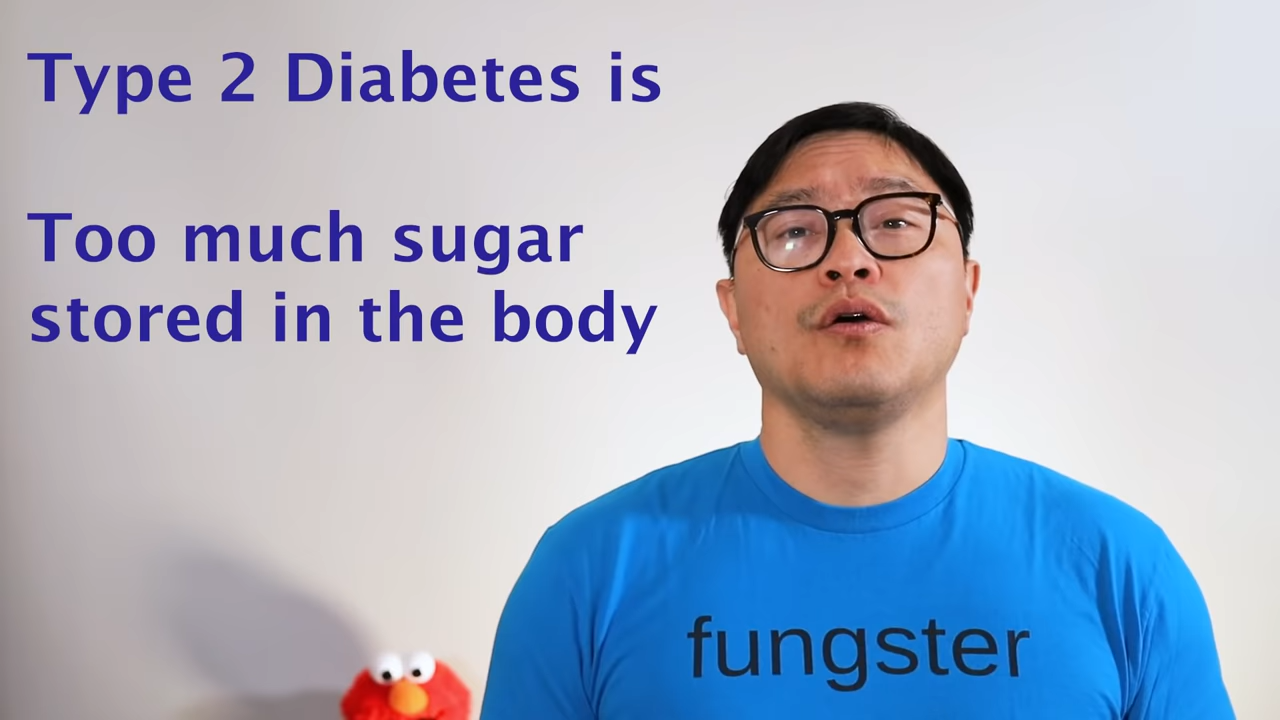 Type 2 Diabetes is
Too much sugar
stored in the body
fungster